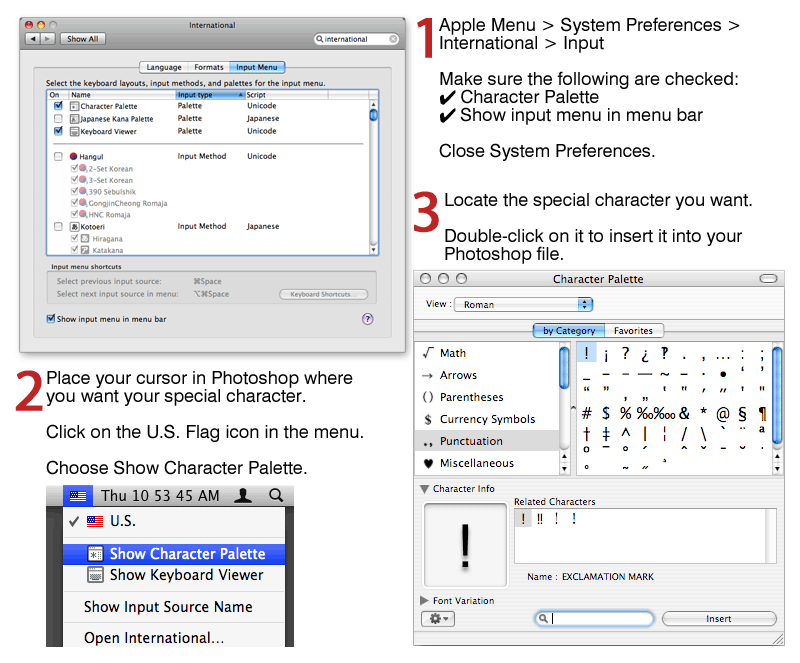 International
Show All
international
Language Formats Input Menu
Select the keyboard layouts, input methods, and palettes for the input menu.
On Name Input type Script
Character Palette Palette Unicode
Japanese Kana Palette Palette Japanese
Keyboard Viewer Palette Unicode
Hangul Input Method Unicode
2-Set Korean
3-Set Korean
390 Sebulshik
GongjinCheong Romaja
HNC Romaja
Kotoeri Input Method Japanese
Hiragana
Katakana
Input menu shortcuts
Select previous input source: ⌘Space
Select next input source in menu: ⌥⌘Space
Keyboard Shortcuts...
Show input menu in menu bar
?
1 Apple Menu > System Preferences >
International > Input
Make sure the following are checked:
✔ Character Palette
✔ Show input menu in menu bar
Close System Preferences.
2 Place your cursor in Photoshop where
you want your special character.
Click on the U.S. Flag icon in the menu.
Choose Show Character Palette.
Thu 10 53 45 AM
✓ U.S.
Show Character Palette
Show Keyboard Viewer
Show Input Source Name
Open International...
3 Locate the special character you want.
Double-click on it to insert it into your
Photoshop file.
Character Palette
View: Roman
by Category Favorites
√ Math
→ Arrows
() Parentheses
$ Currency Symbols
., Punctuation
♥ Miscellaneous
! ¡ ? ¿ ‽ . , … : ;
# $ % ‰ ‱ & * @ § ¶
† ‡ ^ | ¦ / \ ` ¨ ª
Character Info
!
Related Characters
! ‼ ! !
Name : EXCLAMATION MARK
Font Variation
Insert